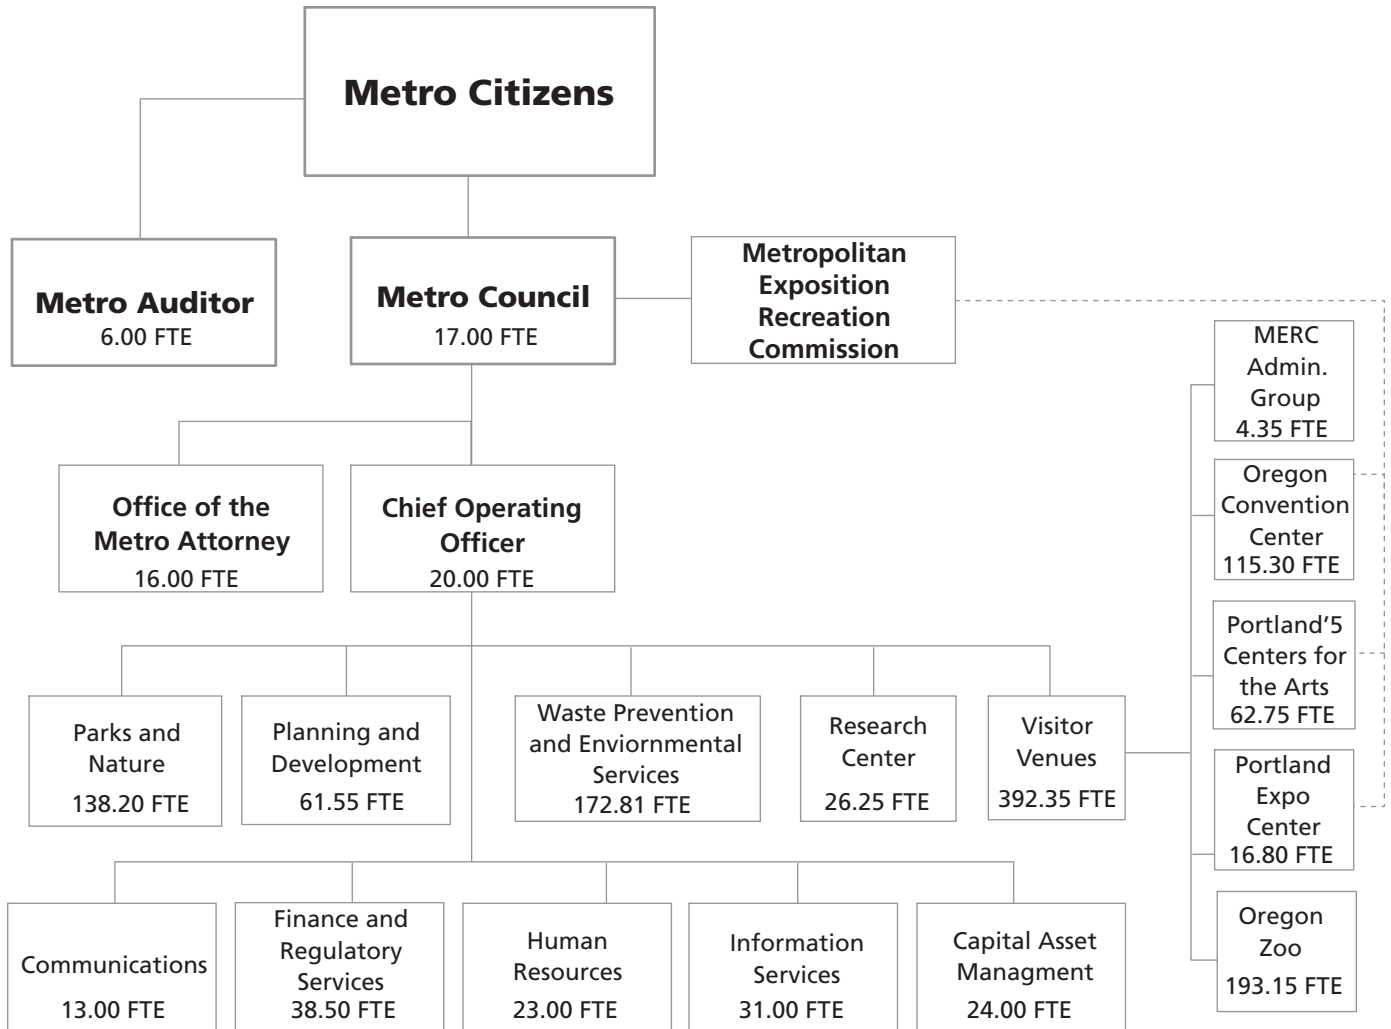 Metro Citizens
Metro Auditor
6.00 FTE
Metro Council
17.00 FTE
Metropolitan
Exposition
Recreation
Commission
Office of the
Metro Attorney
16.00 FTE
Chief Operating
Officer
20.00 FTE
Parks and
Nature
138.20 FTE
Planning and
Development
61.55 FTE
Waste Prevention
and Enviornmental
Services
172.81 FTE
Research
Center
26.25 FTE
Visitor
Venues
392.35 FTE
MERC
Admin.
Group
4.35 FTE
Oregon
Convention
Center
115.30 FTE
Portland'5
Centers for
the Arts
62.75 FTE
Portland
Expo
Center
16.80 FTE
Oregon
Zoo
193.15 FTE
Communications
13.00 FTE
Finance and
Regulatory
Services
38.50 FTE
Human
Resources
23.00 FTE
Information
Services
31.00 FTE
Capital Asset
Managment
24.00 FTE